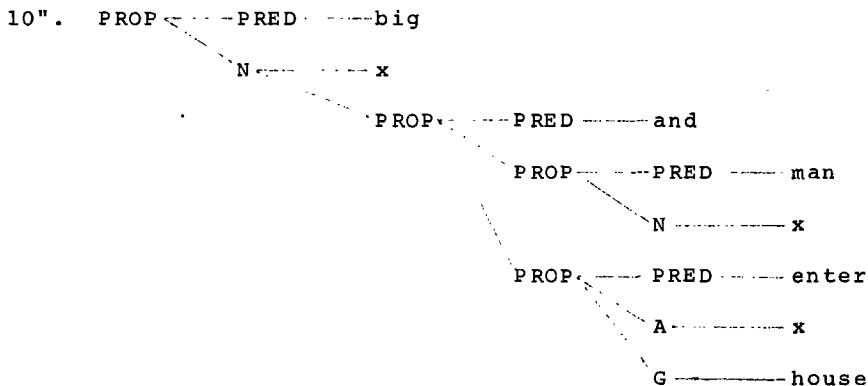 10". PROP PRED big
N x
PROP PRED and
PROP PRED man
N x
PROP PRED enter
A x
G house